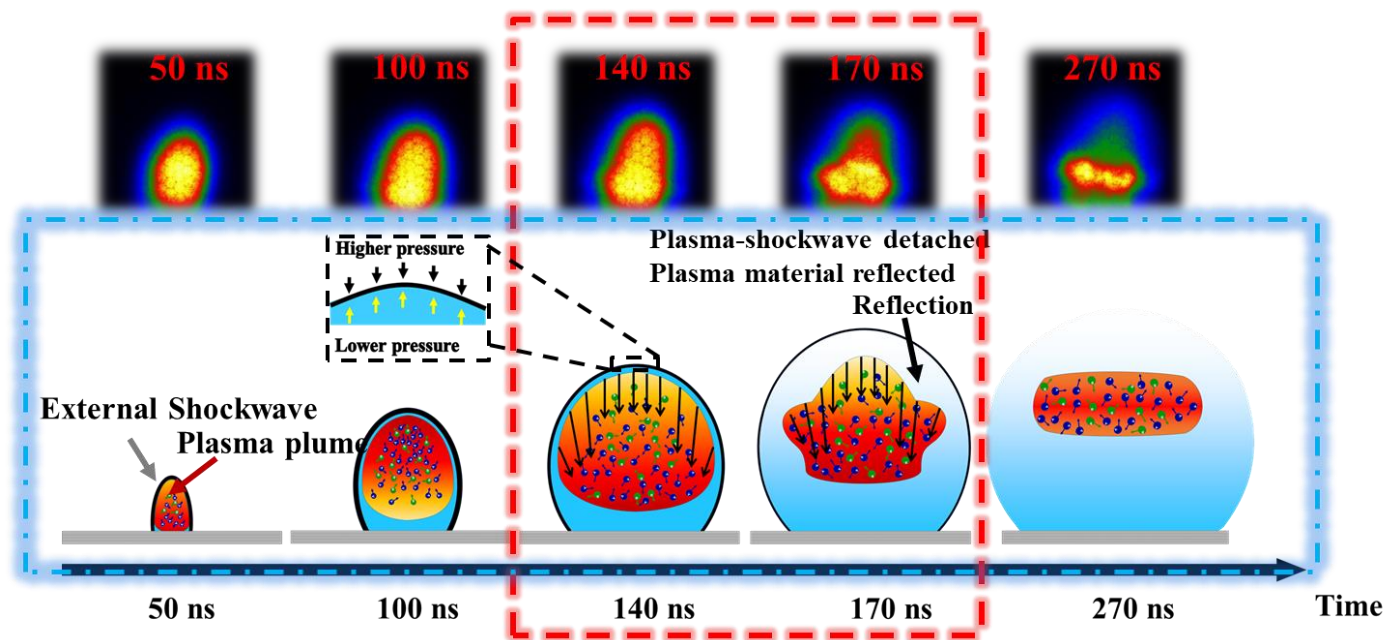 50 ns
100 ns
140 ns
170 ns
270 ns
Higher pressure
Lower pressure
Plasma-shockwave detached
Plasma material reflected
Reflection
External Shockwave
Plasma plume
50 ns
100 ns
140 ns
170 ns
270 ns
Time